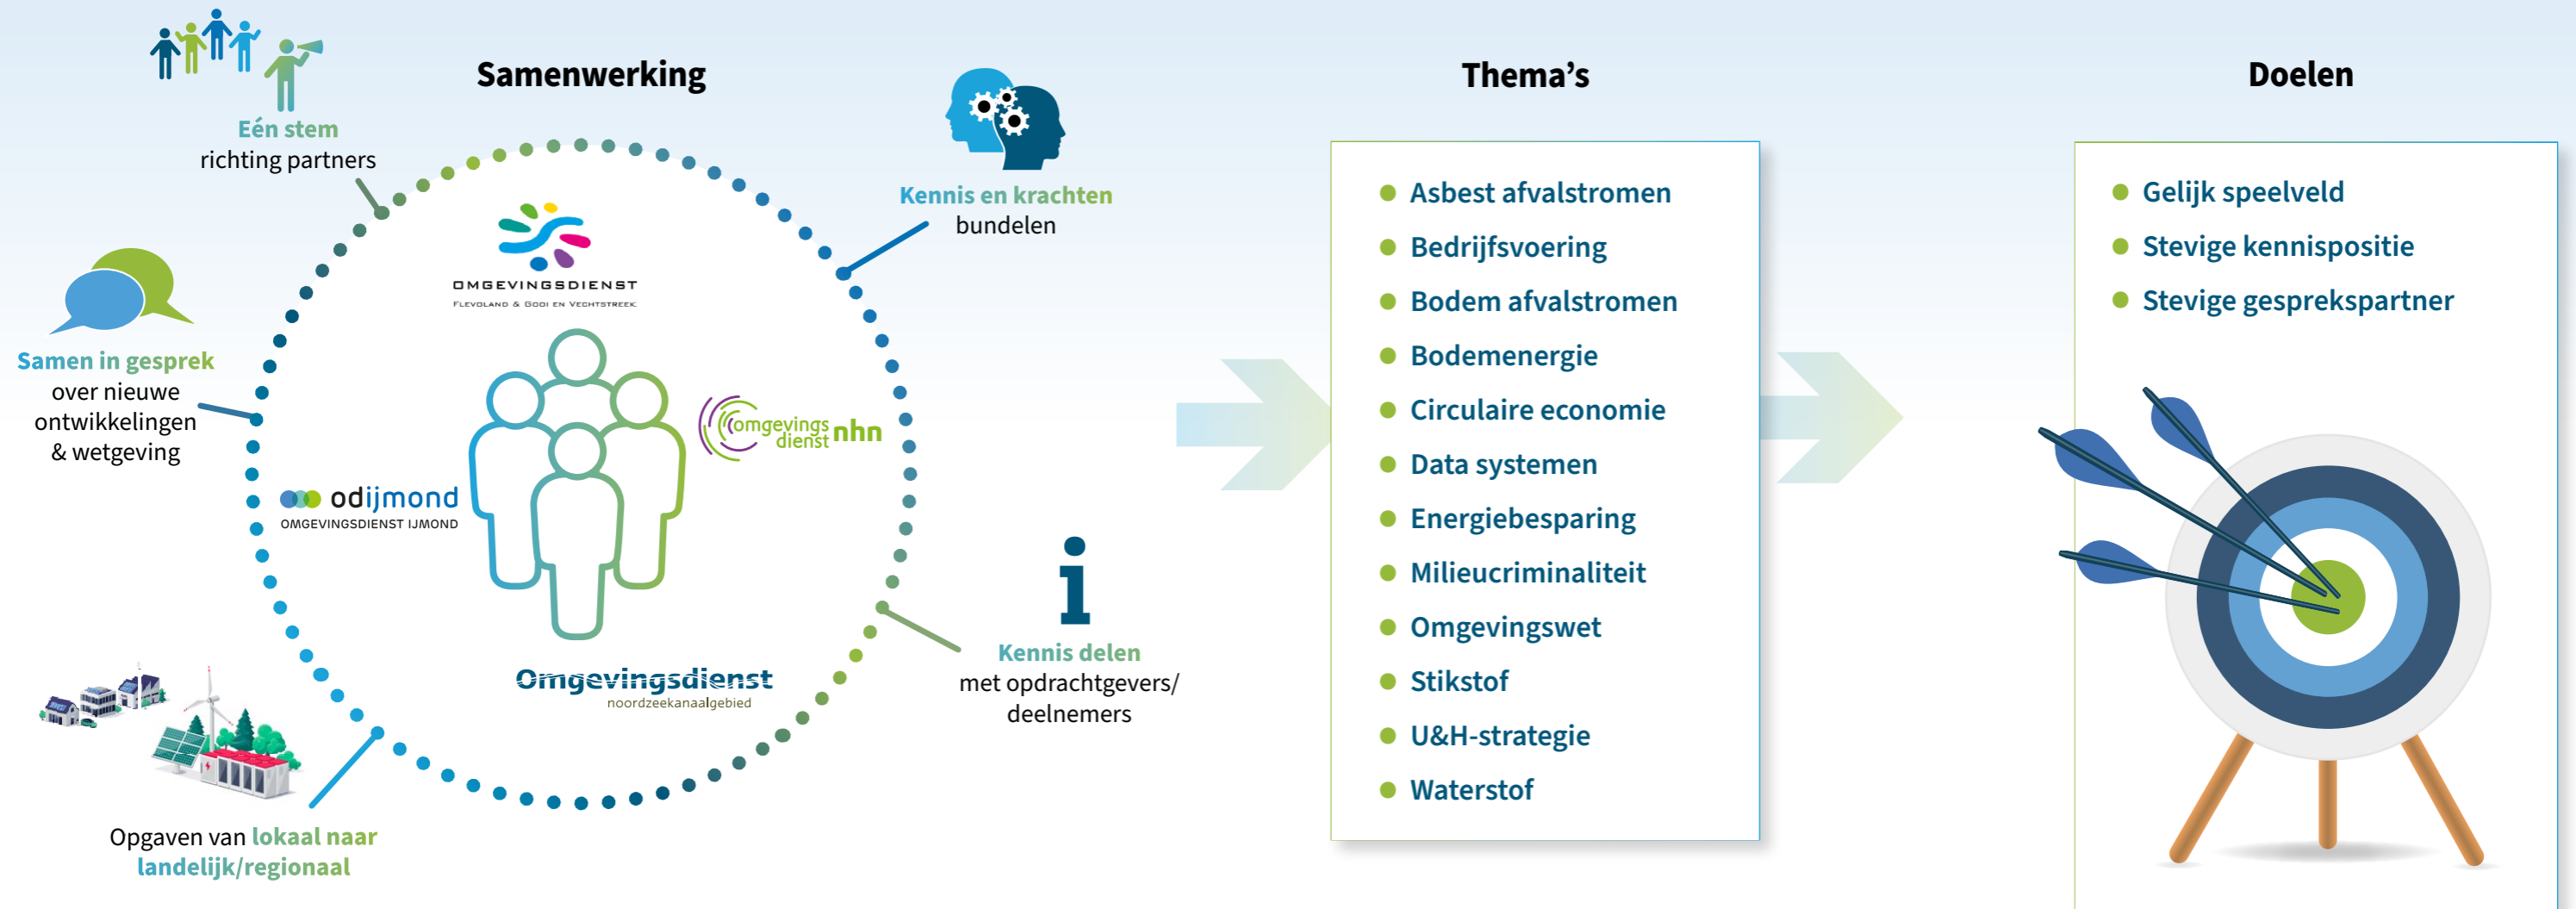 Samenwerking
Eén stem
richting partners
Kennis en krachten
bundelen
Samen in gesprek
over nieuwe
ontwikkelingen
& wetgeving
OMGEVINGSDIENST
FLEVOLAND & GOOI EN VECHTSTREEK
omgevings
dienst nhn
odijmond
OMGEVINGSDIENST IJMOND
Omgevingsdienst
noordzeekanaalgebied
i
Kennis delen
met opdrachtgevers/
deelnemers
Opgaven van lokaal naar
landelijk/regionaal
Thema’s
Asbest afvalstromen
Bedrijfsvoering
Bodem afvalstromen
Bodemenergie
Circulaire economie
Data systemen
Energiebesparing
Milieucriminaliteit
Omgevingswet
Stikstof
U&H-strategie
Waterstof
Doelen
Gelijk speelveld
Stevige kennispositie
Stevige gesprekspartner